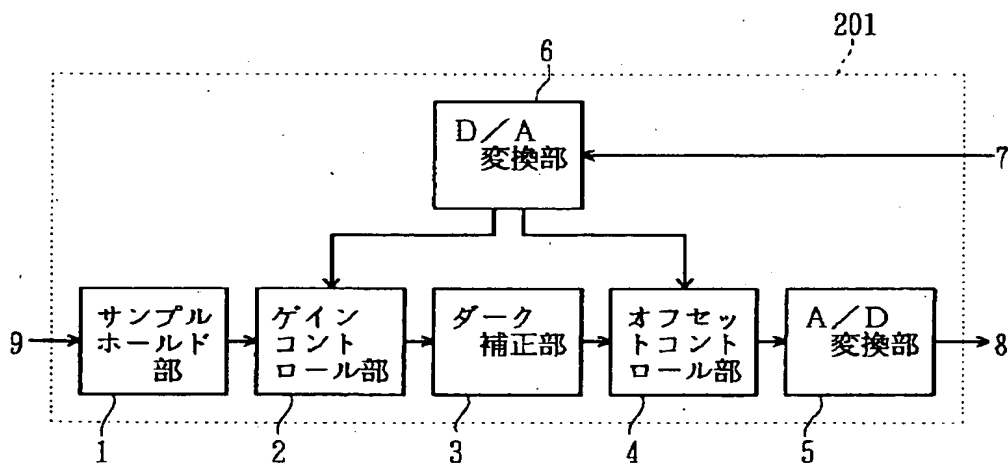 201
6
D／A
変換部
7
9
サンプル
ホールド
部
ゲイン
コント
ロール部
ダーク
補正部
オフセッ
トコント
ロール部
A／D
変換部
8
1
2
3
4
5